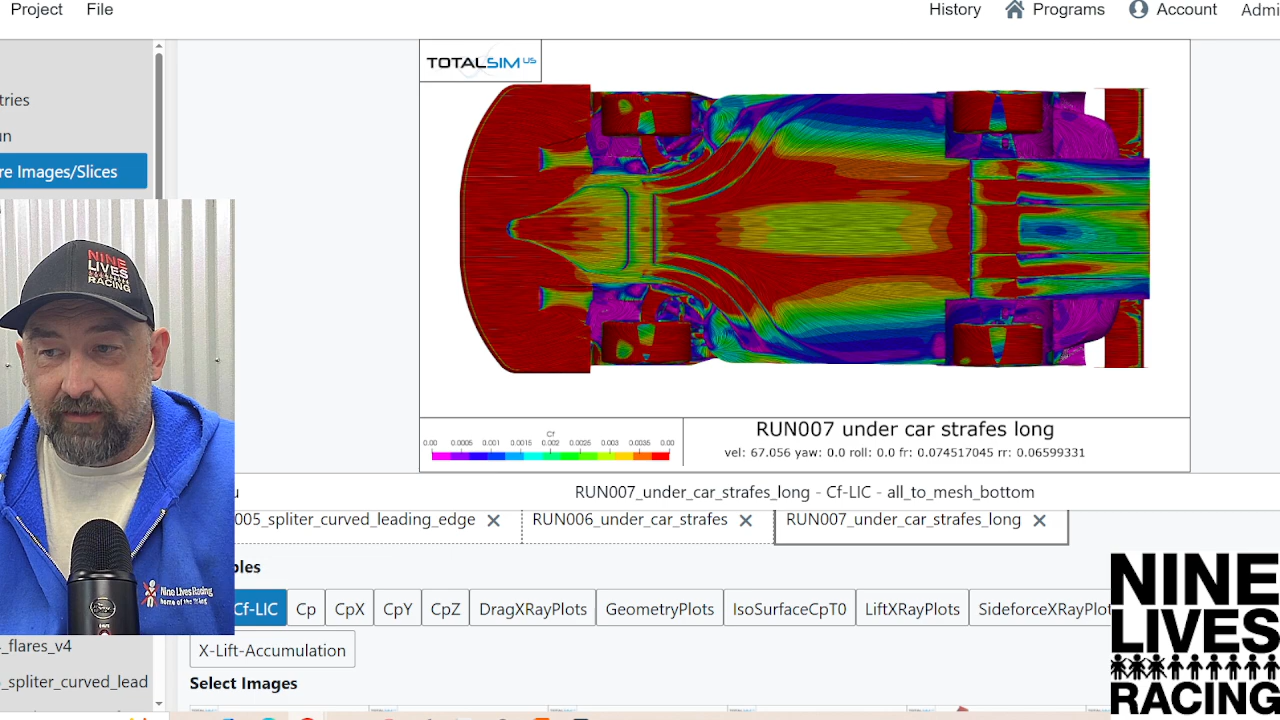 Project File History Programs Account Admi
TOTALSIM US
tries
un
re Images/Slices
NINE
LIVES
RACING
Cf
0.00 0.0005 0.001 0.0015 0.002 0.0025 0.003 0.0035 0.00
RUN007 under car strafes long
vel: 67.056 yaw: 0.0 roll: 0.0 fr: 0.074517045 rr: 0.06599331
u RUN007_under_car_strafes_long - Cf-LIC - all_to_mesh_bottom
005_spliter_curved_leading_edge RUN006_under_car_strafes RUN007_under_car_strafes_long
bles
Cf-LIC Cp CpX CpY CpZ DragXRayPlots GeometryPlots IsoSurfaceCpT0 LiftXRayPlots SideforceXRayPlot
Nine Lives Racing
_flares_v4
X-Lift-Accumulation
_spliter_curved_lead
Select Images
NINE
LIVES
RACING